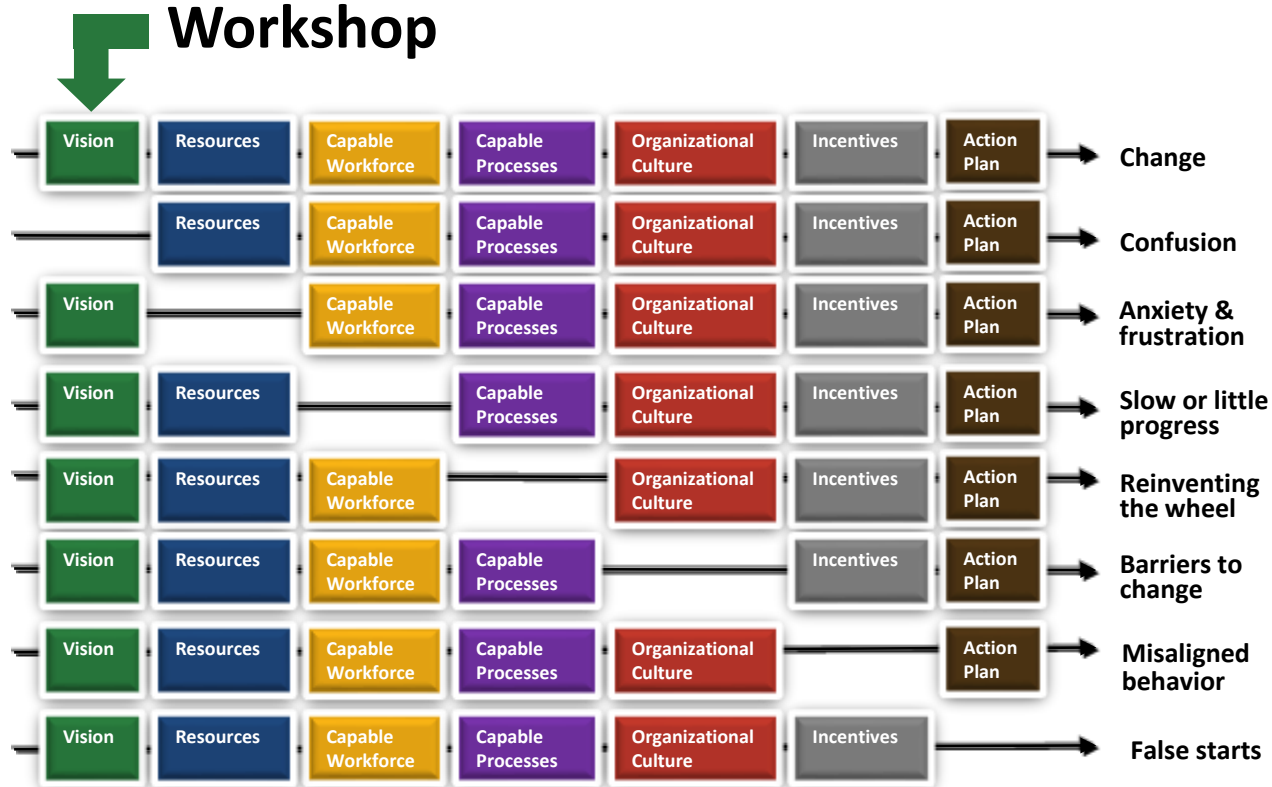 Workshop
Vision Resources Capable Workforce Capable Processes Organizational Culture Incentives Action Plan Change
Resources Capable Workforce Capable Processes Organizational Culture Incentives Action Plan Confusion
Vision Capable Workforce Capable Processes Organizational Culture Incentives Action Plan Anxiety & frustration
Vision Resources Capable Processes Organizational Culture Incentives Action Plan Slow or little progress
Vision Resources Capable Workforce Organizational Culture Incentives Action Plan Reinventing the wheel
Vision Resources Capable Workforce Capable Processes Incentives Action Plan Barriers to change
Vision Resources Capable Workforce Capable Processes Organizational Culture Action Plan Misaligned behavior
Vision Resources Capable Workforce Capable Processes Organizational Culture Incentives False starts